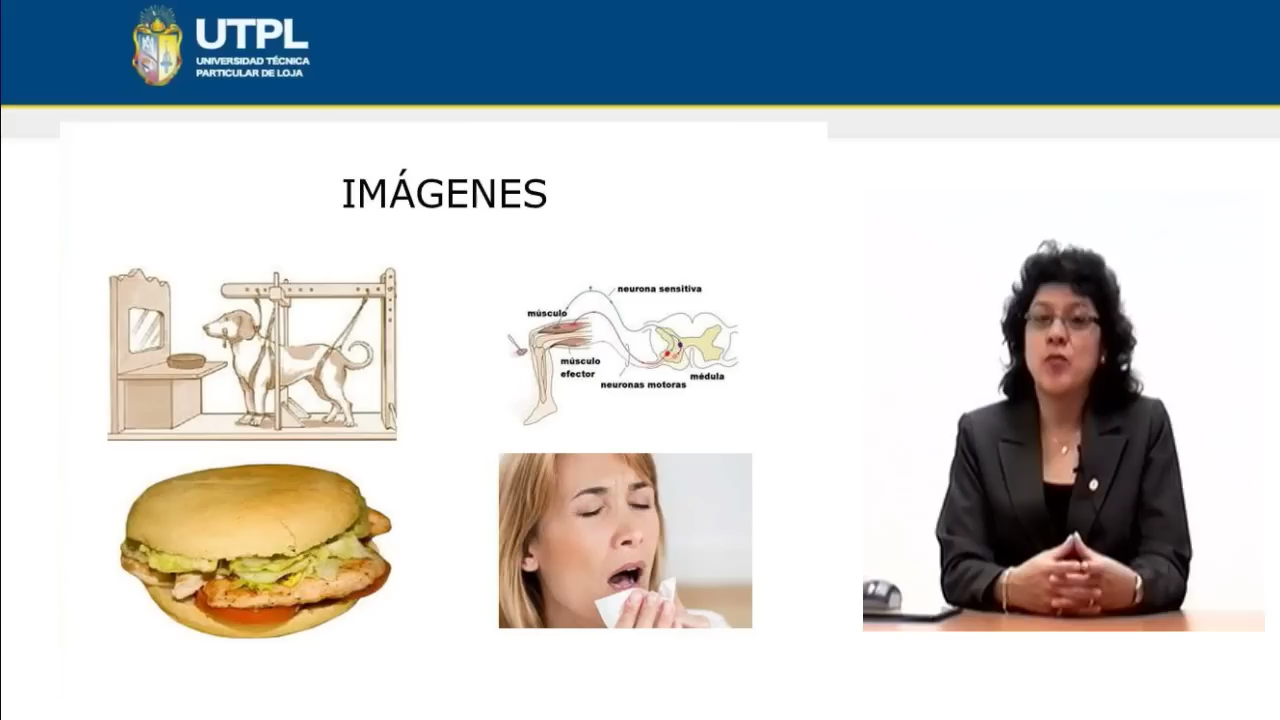 UTPL
UNIVERSIDAD TÉCNICA
PARTICULAR DE LOJA
IMÁGENES
neurona sensitiva
músculo
músculo
efector
neuronas motoras
médula